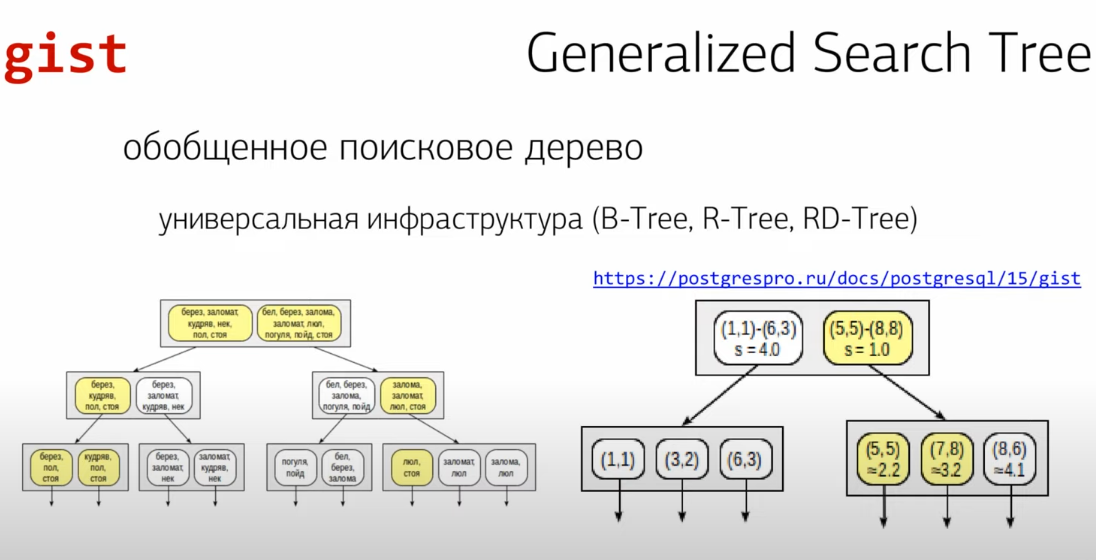 gist
Generalized Search Tree
обобщенное поисковое дерево
универсальная инфраструктура (B-Tree, R-Tree, RD-Tree)
https://postgrespro.ru/docs/postgresql/15/gist
берез, заломат,
кудряв, нек,
пол, стоя
бел, берез, залома,
заломат, люл,
погуля, пойд, стоя
берез,
кудряв,
пол, стоя
берез,
заломат,
кудряв, нек
бел, берез,
залома,
погуля, пойд
залома,
заломат,
люл, стоя
берез,
пол,
стоя
кудряв,
пол,
стоя
берез,
заломат,
нек
заломат,
кудряв,
нек
погуля,
пойд
бел,
берез,
залома
люл,
стоя
заломат,
люл
залома,
люл
(1,1)-(6,3)
s = 4.0
(5,5)-(8,8)
s = 1.0
(1,1)
(3,2)
(6,3)
(5,5)
≈2.2
(7,8)
≈3.2
(8,6)
≈4.1